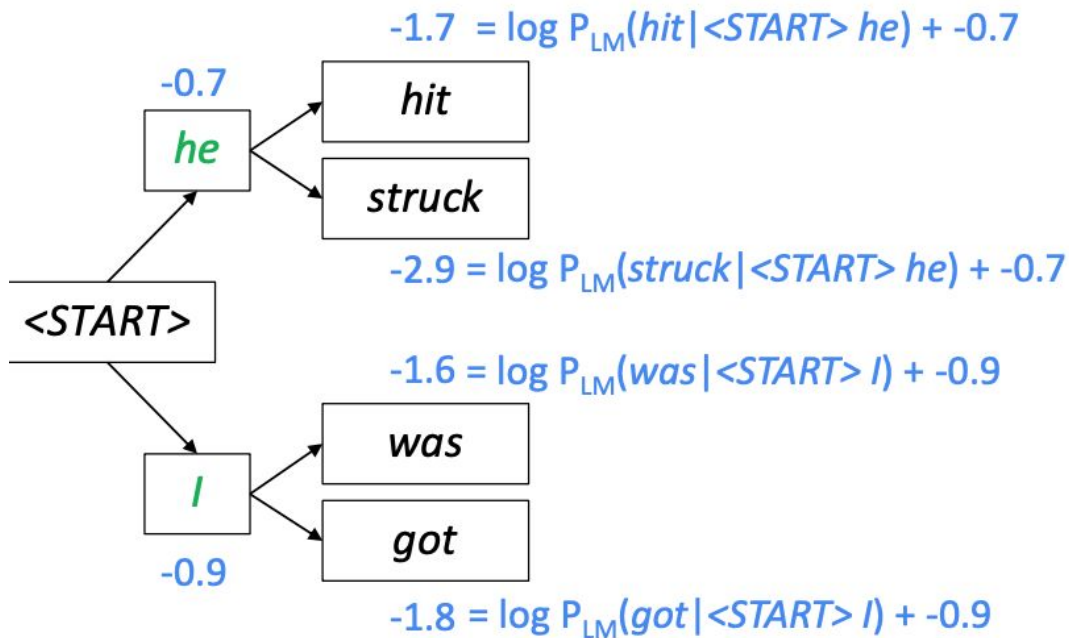 -1.7 = log P_LM(hit|<START> he) + -0.7
-0.7
hit
he
struck
-2.9 = log P_LM(struck|<START> he) + -0.7
<START>
-1.6 = log P_LM(was|<START> I) + -0.9
was
I
got
-0.9
-1.8 = log P_LM(got|<START> I) + -0.9